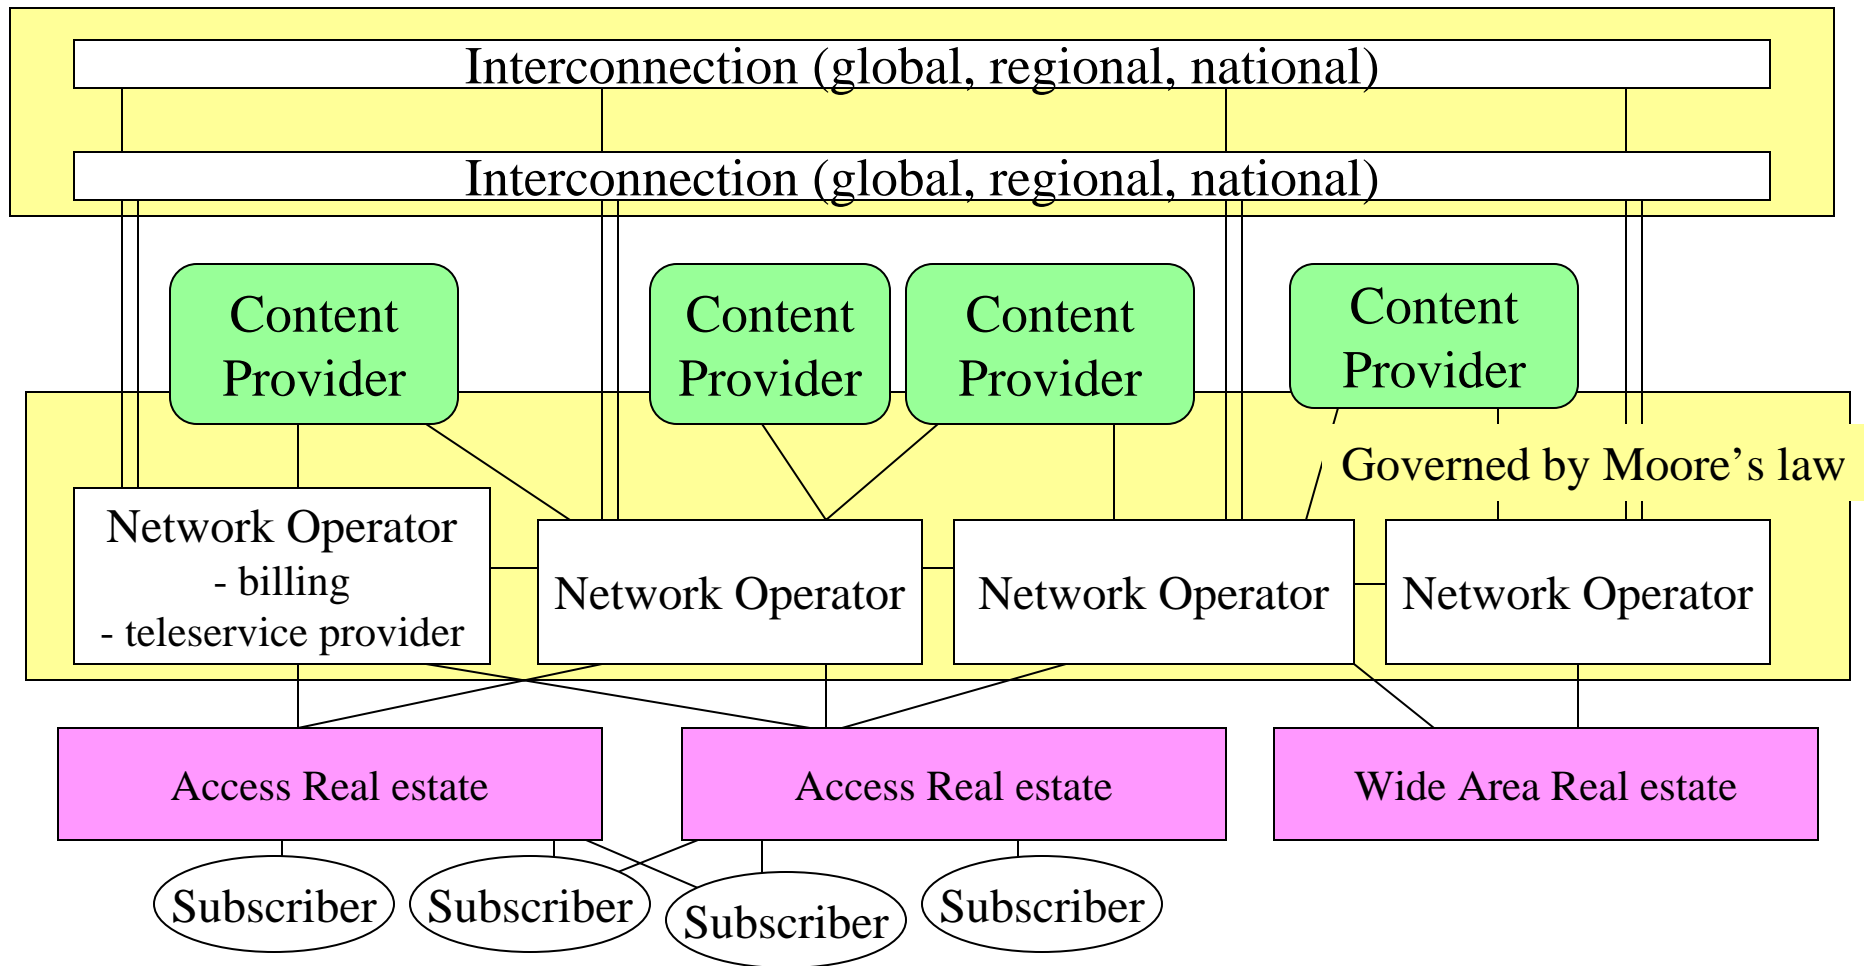 Interconnection (global, regional, national)
Interconnection (global, regional, national)
Content
Provider
Content
Provider
Content
Provider
Content
Provider
Governed by Moore’s law
Network Operator
- billing
- teleservice provider
Network Operator
Network Operator
Network Operator
Access Real estate
Access Real estate
Wide Area Real estate
Subscriber
Subscriber
Subscriber
Subscriber